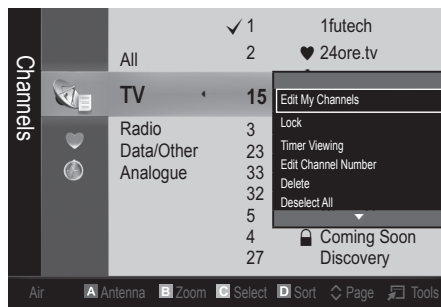 Channels
All
TV
Radio
Data/Other
Analogue
✓ 1 1futech
2 ♥ 24ore.tv
15
3
23
33
32
5
4 Coming Soon
27 Discovery
Edit My Channels
Lock
Timer Viewing
Edit Channel Number
Delete
Deselect All
Air A Antenna B Zoom C Select D Sort Page Tools